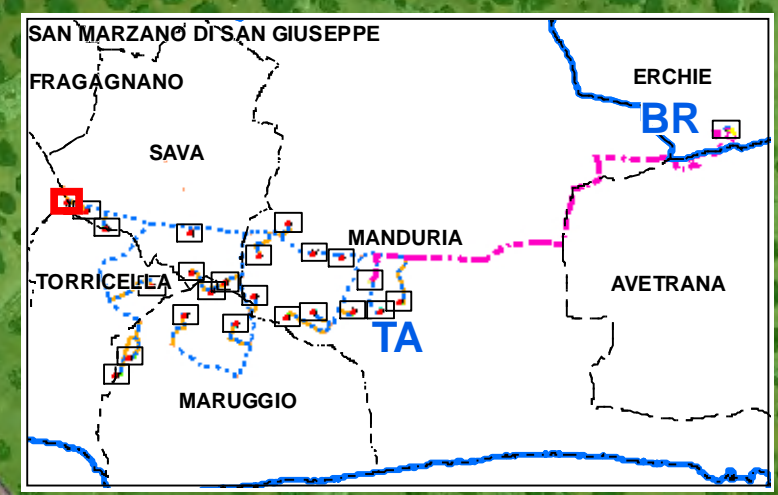 SAN MARZANO DI SAN GIUSEPPE
FRAGAGNANO
ERCHIE
BR
SAVA
MANDURIA
TORRICELLA
AVETRANA
TA
MARUGGIO